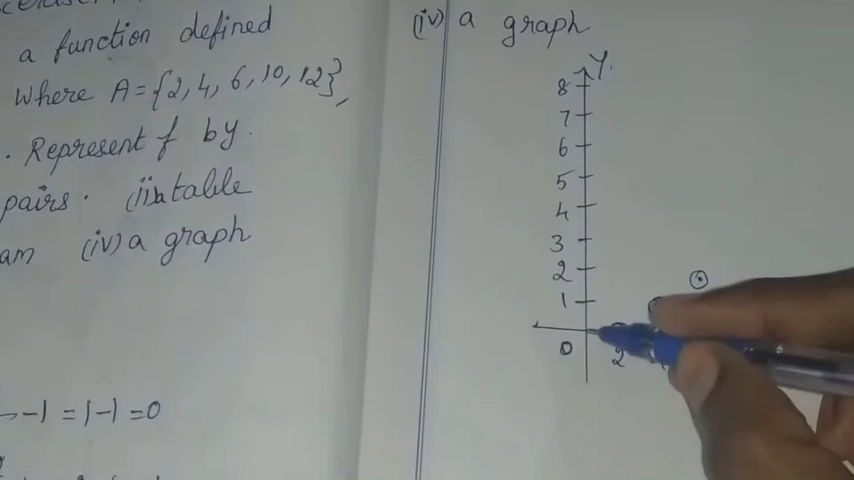 a function defined
Where A = {2, 4, 6, 10, 12},
. Represent f by
pairs. (ii) a table
am (iv) a graph
-1 = 1-1 = 0
(iv) a graph
Y
8
7
6
5
4
3
2
1
0
2